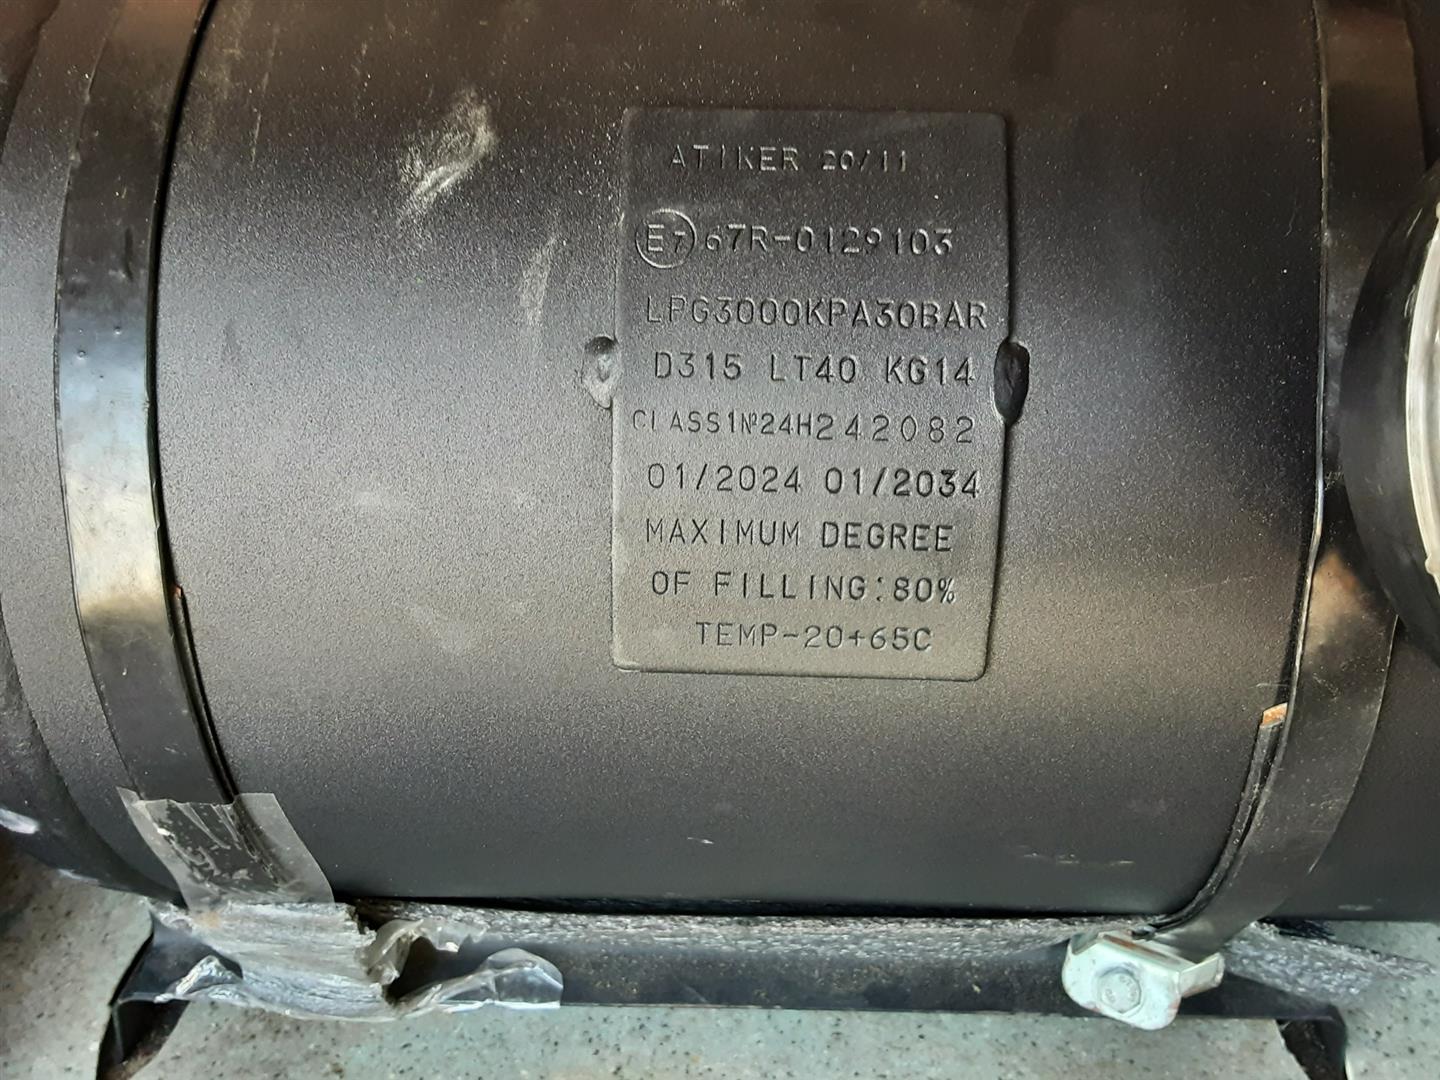 ATIKER 20/11
E7 67R-0129103
LPG3000KPA30BAR
D315 LT40 KG14
CLASS1Nº24H242082
01/2024 01/2034
MAXIMUM DEGREE
OF FILLING:80%
TEMP-20+65C